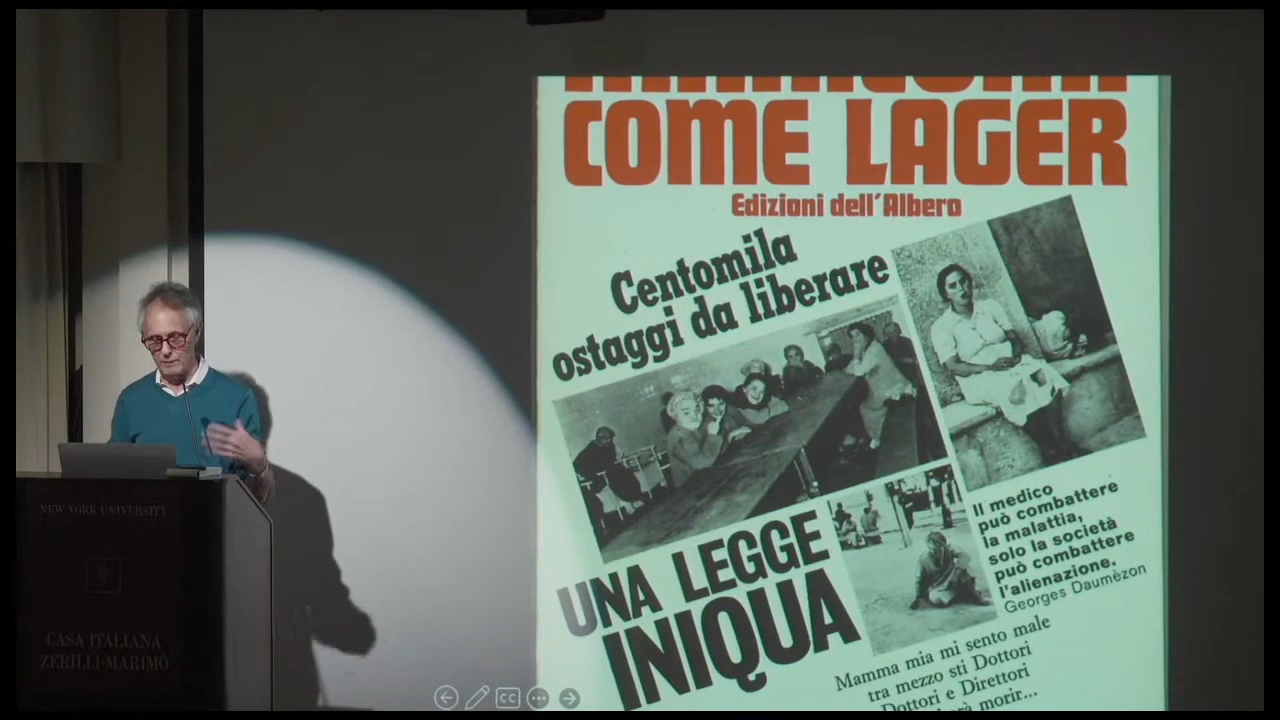 COME LAGER
Edizioni dell'Albero
Centomila
ostaggi da liberare
UNA LEGGE
INIQUA
Il medico
può combattere
la malattia,
solo la società
può combattere
l'alienazione.
Georges Daumèzon
Mamma mia mi sento male
tra mezzo sti Dottori
Dottori e Direttori
morir...
NEW YORK UNIVERSITY
CASA ITALIANA
ZERILLI-MARIMÒ
CC